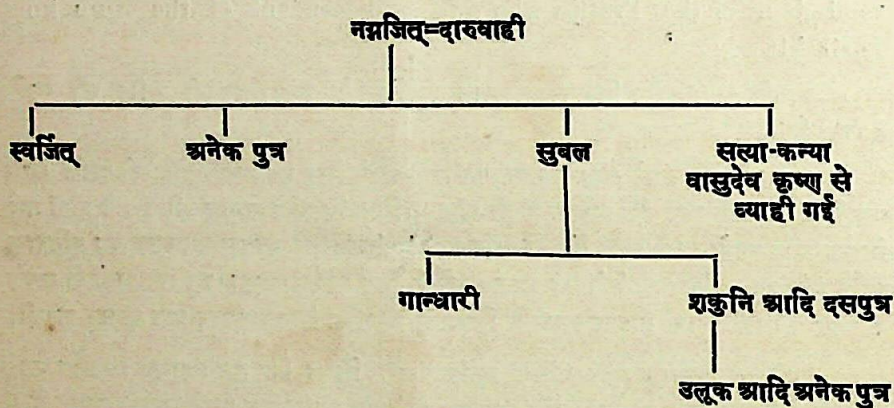 नग्नजित्=दारुवाही
स्वर्जित्
अनेक पुत्र
सुबल
सत्या-कन्या
वासुदेव कृष्ण से
ब्याही गई
गान्धारी
शकुनि आदि दसपुत्र
उलूक आदि अनेक पुत्र